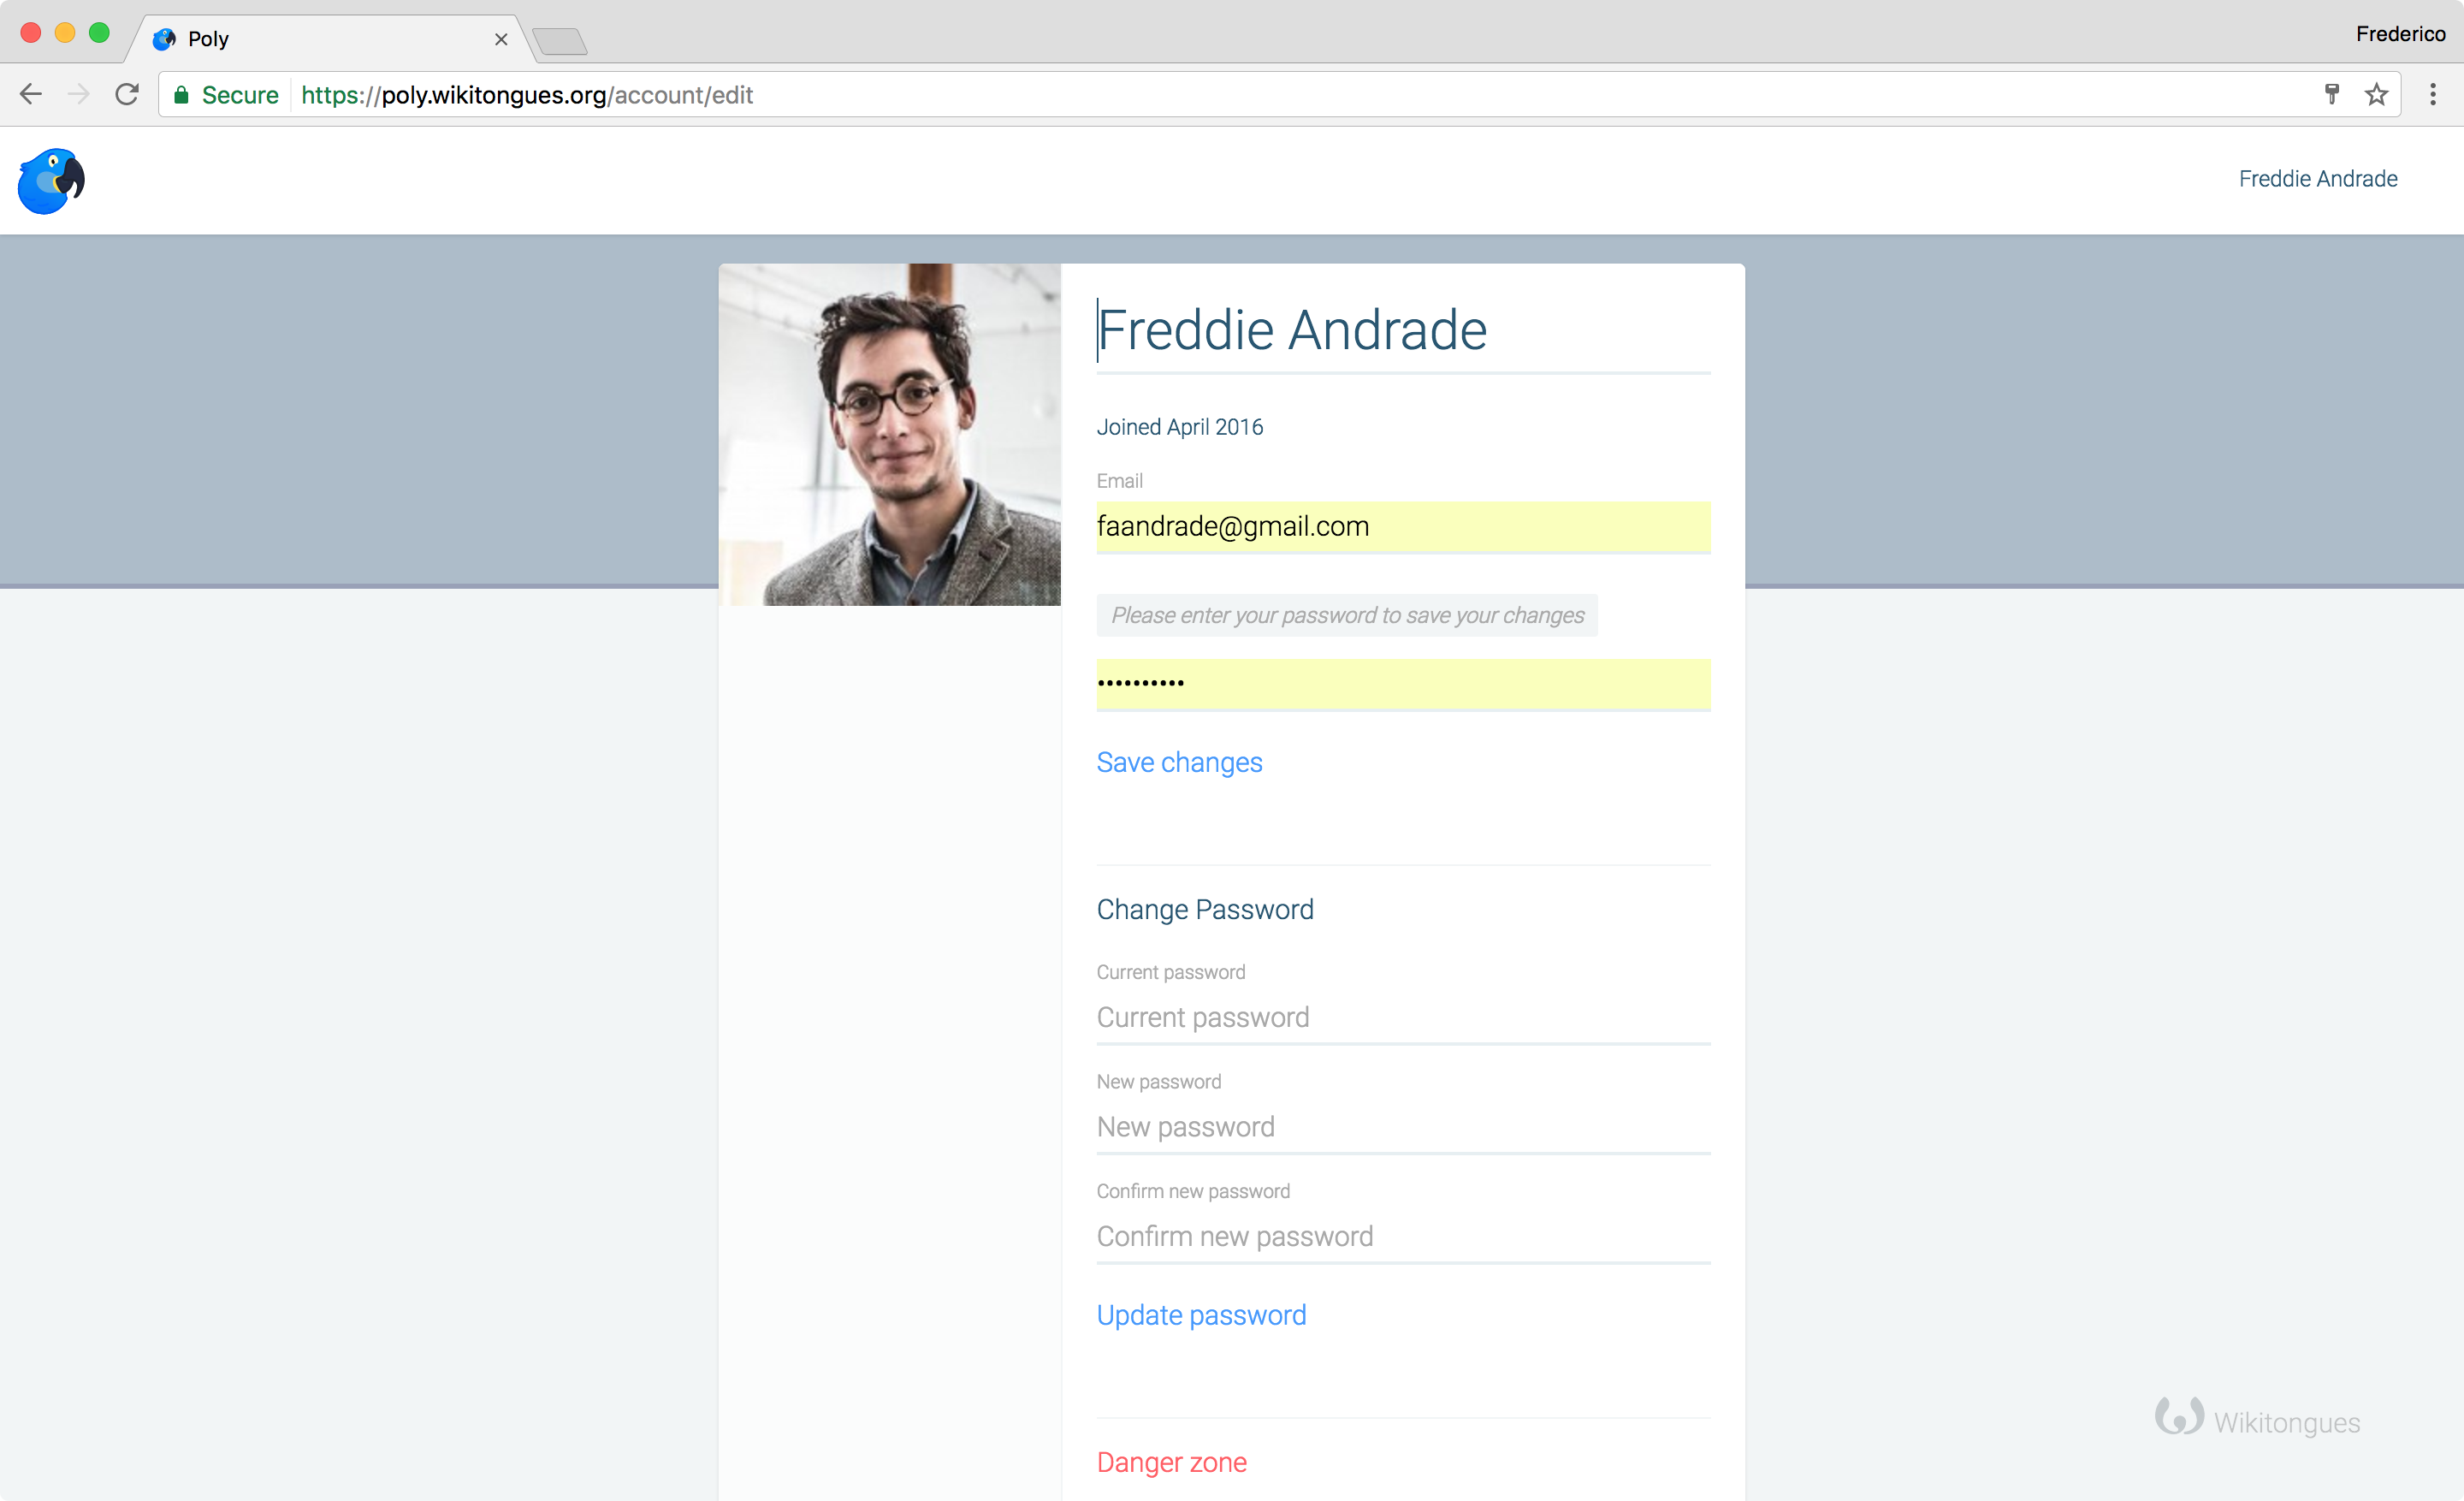 Poly
Frederico
Secure https://poly.wikitongues.org/account/edit
Freddie Andrade
Freddie Andrade
Joined April 2016
Email
faandrade@gmail.com
Please enter your password to save your changes
••••••••••
Save changes
Change Password
Current password
Current password
New password
New password
Confirm new password
Confirm new password
Update password
Wikitongues
Danger zone